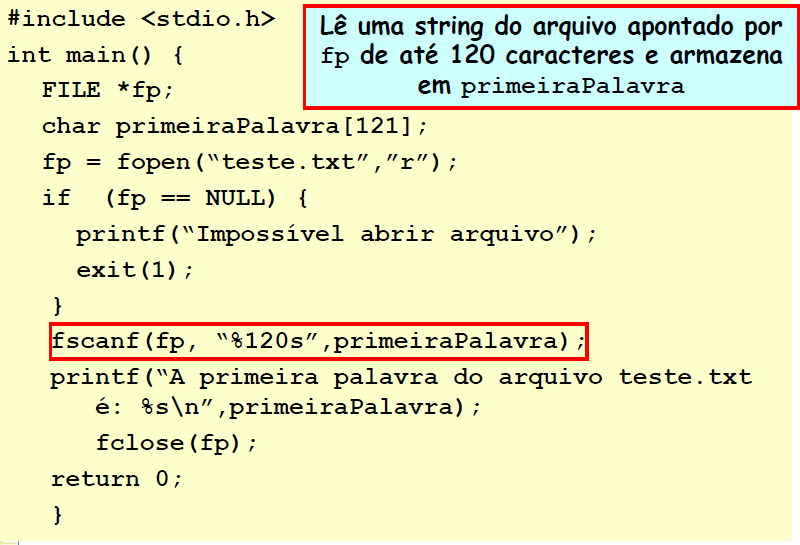 #include <stdio.h>
int main() {
FILE *fp;
char primeiraPalavra[121];
fp = fopen(“teste.txt”,”r”);
if  (fp == NULL) {
printf(“Impossível abrir arquivo”);
exit(1);
}
fscanf(fp, “%120s”,primeiraPalavra);
printf(“A primeira palavra do arquivo teste.txt
é: %s\n”,primeiraPalavra);
fclose(fp);
return 0;
}
Lê uma string do arquivo apontado por
fp de até 120 caracteres e armazena
em primeiraPalavra